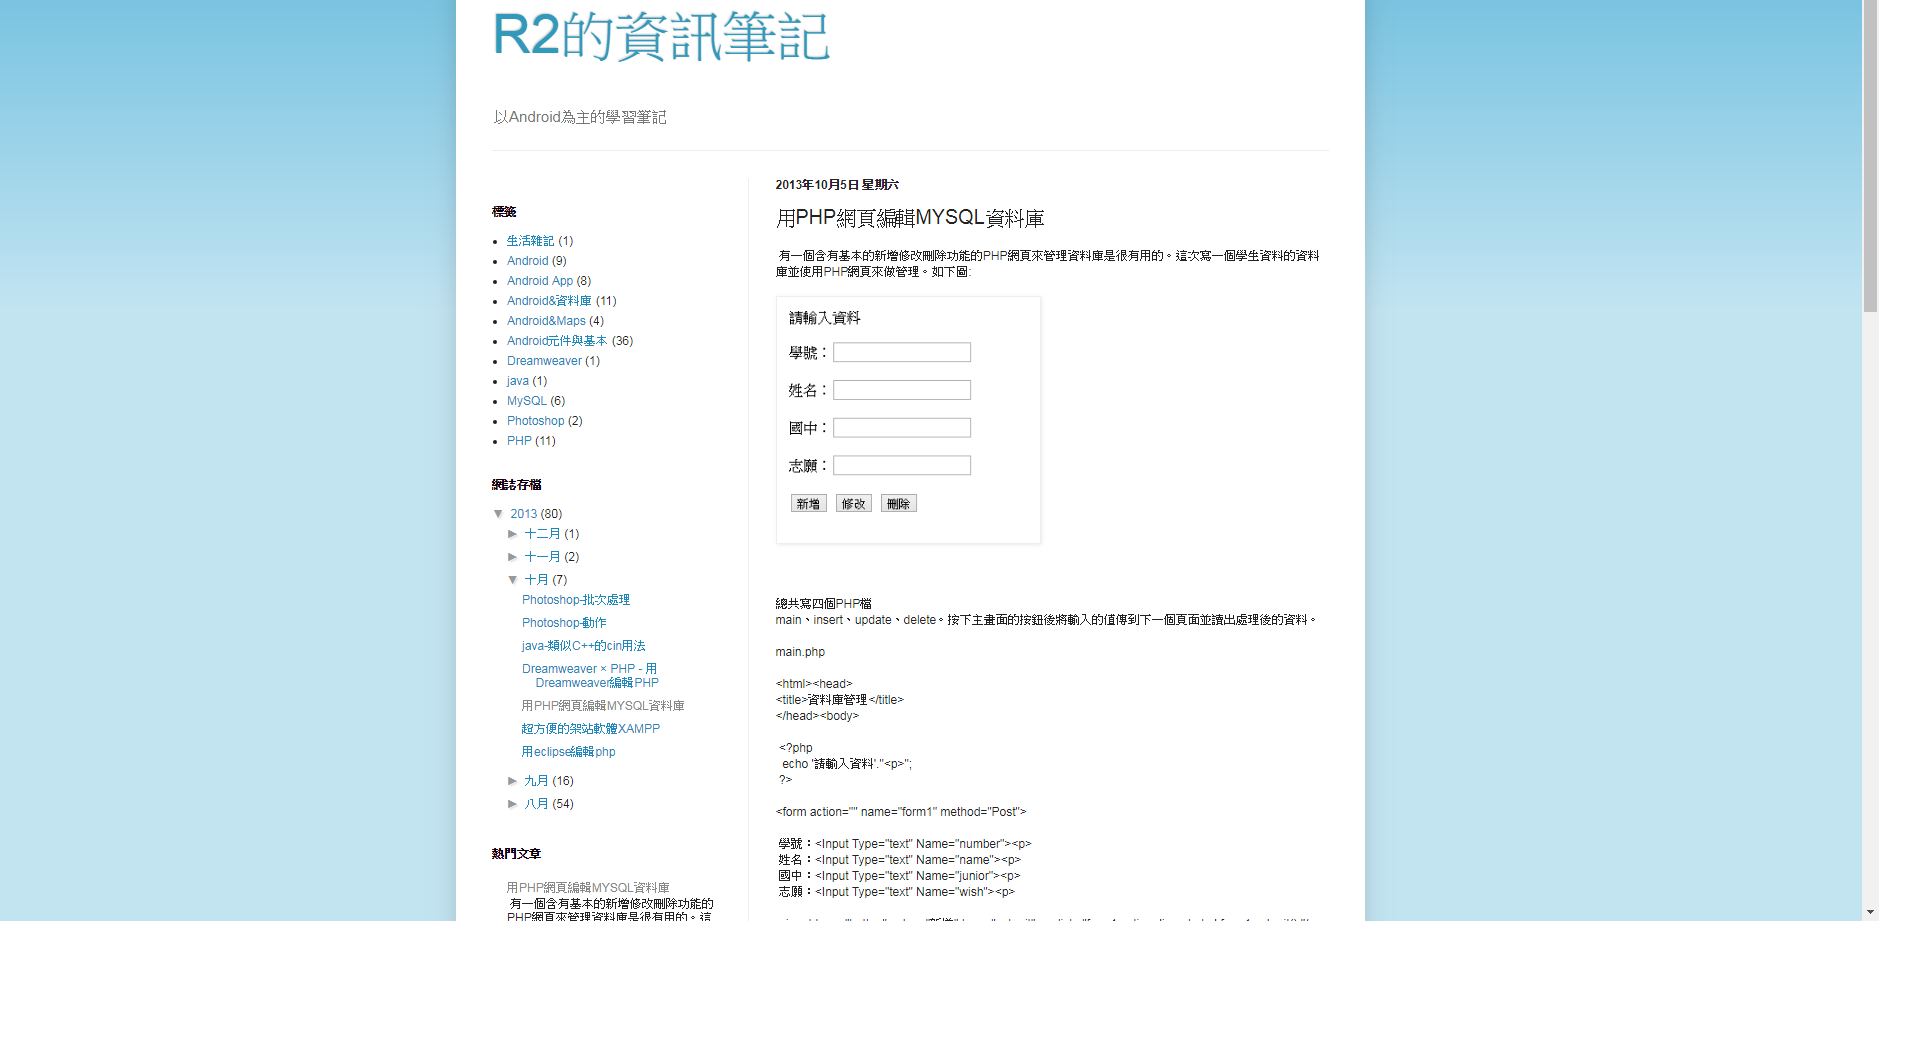 R2的資訊筆記
以Android為主的學習筆記
標籤
生活雜記 (1)
Android (9)
Android App (8)
Android&資料庫 (11)
Android&Maps (4)
Android元件與基本 (36)
Dreamweaver (1)
java (1)
MySQL (6)
Photoshop (2)
PHP (11)
網誌存檔
▼ 2013 (80)
► 十二月 (1)
► 十一月 (2)
▼ 十月 (7)
Photoshop-批次處理
Photoshop-動作
java-類似C++的cin用法
Dreamweaver × PHP - 用
Dreamweaver編輯PHP
用PHP網頁編輯MYSQL資料庫
超方便的架站軟體XAMPP
用eclipse編輯php
► 九月 (16)
► 八月 (54)
熱門文章
用PHP網頁編輯MYSQL資料庫
有一個含有基本的新增修改刪除功能的
PHP網頁來管理資料庫是很有用的。這
2013年10月5日 星期六
用PHP網頁編輯MYSQL資料庫
有一個含有基本的新增修改刪除功能的PHP網頁來管理資料庫是很有用的。這次寫一個學生資料的資料
庫並使用PHP網頁來做管理。如下圖:
請輸入資料
學號：
姓名：
國中：
志願：
新增 修改 刪除
總共寫四個PHP檔
main、insert、update、delete。按下主畫面的按鈕後將輸入的值傳到下一個頁面並讀出處理後的資料。
main.php
<html><head>
<title>資料庫管理</title>
</head><body>
<?php
echo '請輸入資料'."<p>";
?>
<form action="" name="form1" method="Post">
學號：<Input Type="text" Name="number"><p>
姓名：<Input Type="text" Name="name"><p>
國中：<Input Type="text" Name="junior"><p>
志願：<Input Type="text" Name="wish"><p>